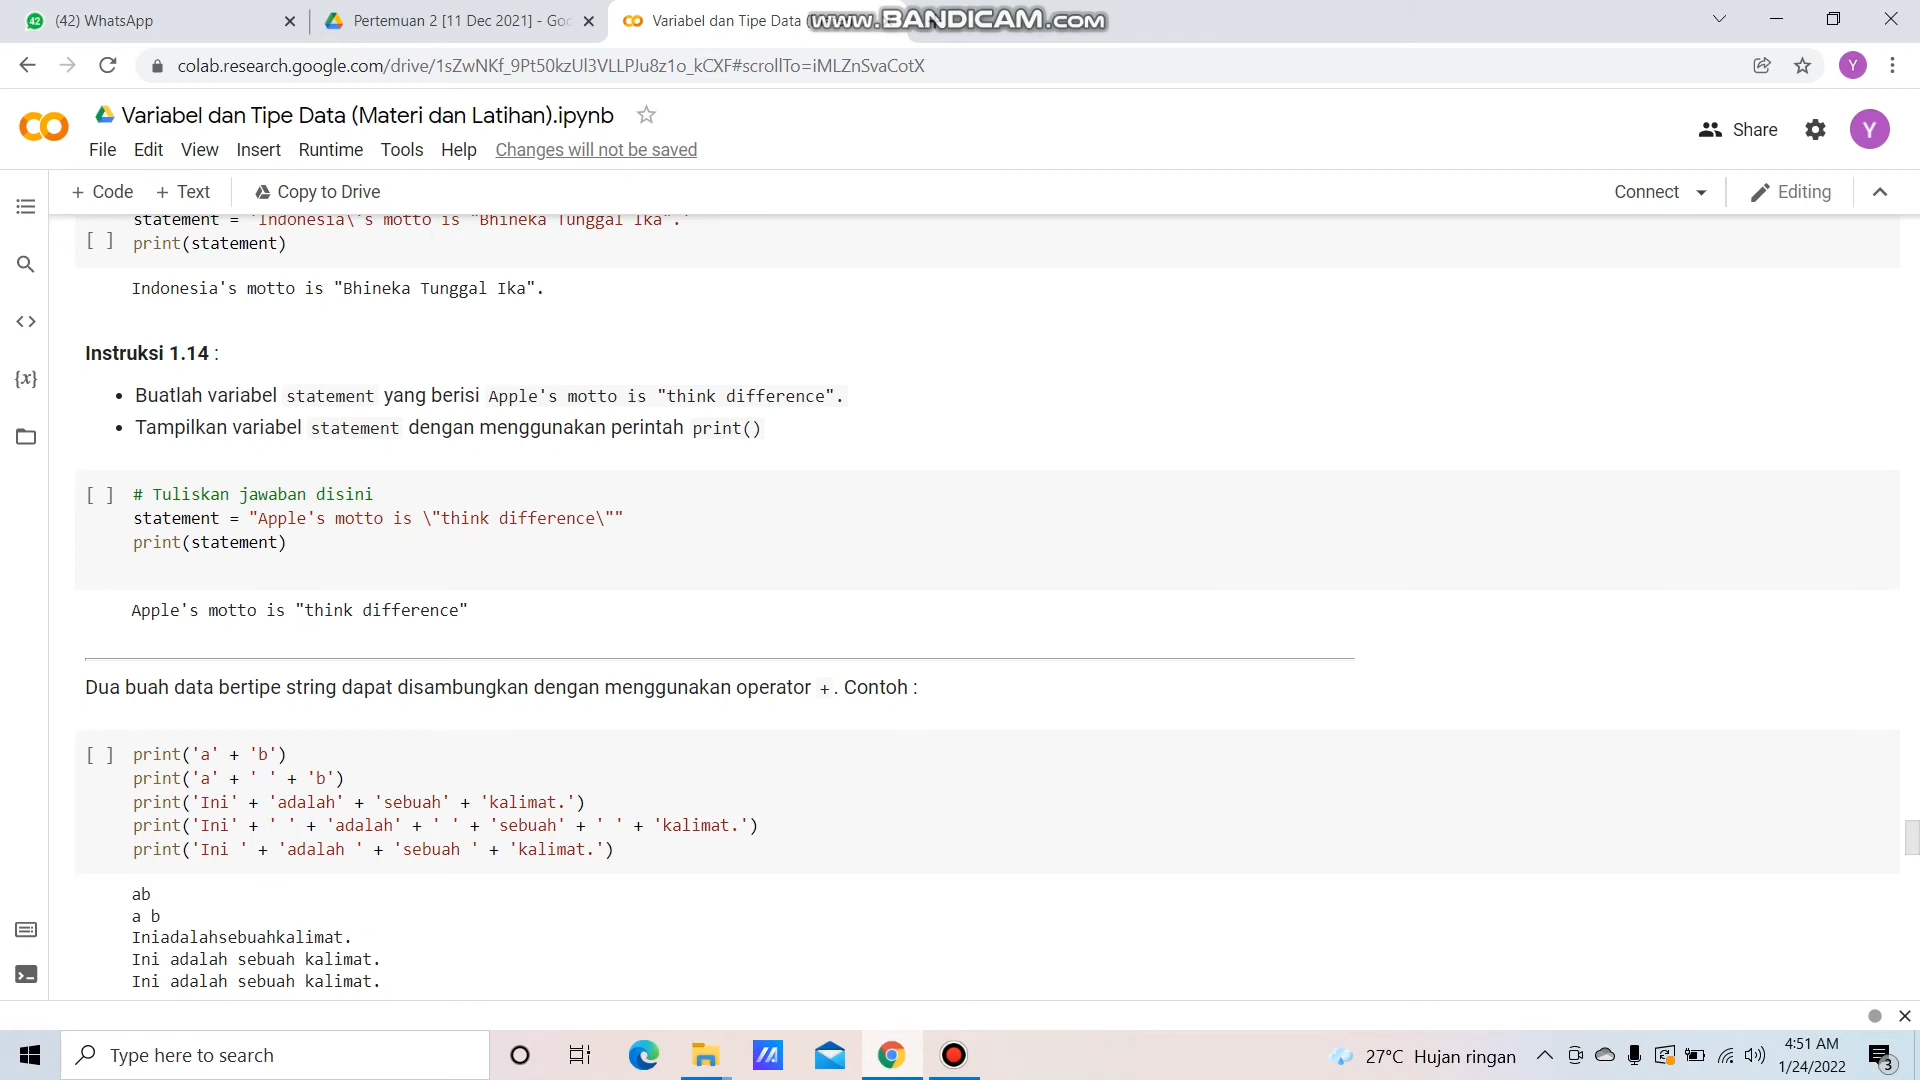 (42) WhatsApp
Pertemuan 2 [11 Dec 2021] - Goo
Variabel dan Tipe Data (
WWW.BANDICAM.COM
colab.research.google.com/drive/1sZwNKf_9Pt50kzUl3VLLPJu8z1o_kCXF#scrollTo=iMLZnSvaCotX
Y
CO
Variabel dan Tipe Data (Materi dan Latihan).ipynb
File Edit View Insert Runtime Tools Help Changes will not be saved
Share
Y
+ Code + Text Copy to Drive
Connect
Editing
statement = 'Indonesia\'s motto is "Bhineka Tunggal Ika".'
[ ] print(statement)
Indonesia's motto is "Bhineka Tunggal Ika".
Instruksi 1.14 :
• Buatlah variabel statement yang berisi Apple's motto is "think difference".
• Tampilkan variabel statement dengan menggunakan perintah print()
[ ] # Tuliskan jawaban disini
statement = "Apple's motto is \"think difference\""
print(statement)
Apple's motto is "think difference"
Dua buah data bertipe string dapat disambungkan dengan menggunakan operator +. Contoh :
[ ] print('a' + 'b')
print('a' + ' ' + 'b')
print('Ini' + 'adalah' + 'sebuah' + 'kalimat.')
print('Ini' + ' ' + 'adalah' + ' ' + 'sebuah' + ' ' + 'kalimat.')
print('Ini ' + 'adalah ' + 'sebuah ' + 'kalimat.')
ab
a b
Iniadalahsebuahkalimat.
Ini adalah sebuah kalimat.
Ini adalah sebuah kalimat.
Type here to search
27°C Hujan ringan
4:51 AM
1/24/2022
3